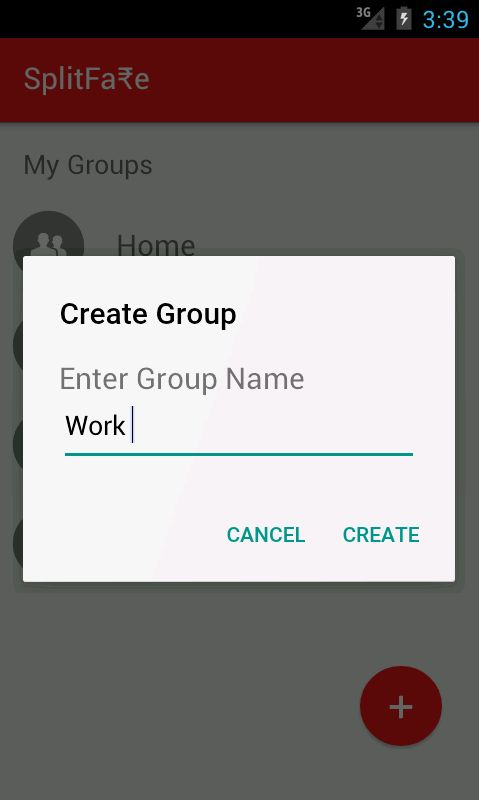 3G
3:39
SplitFa₹e
My Groups
Home
Create Group
Enter Group Name
Work
CANCEL
CREATE
+